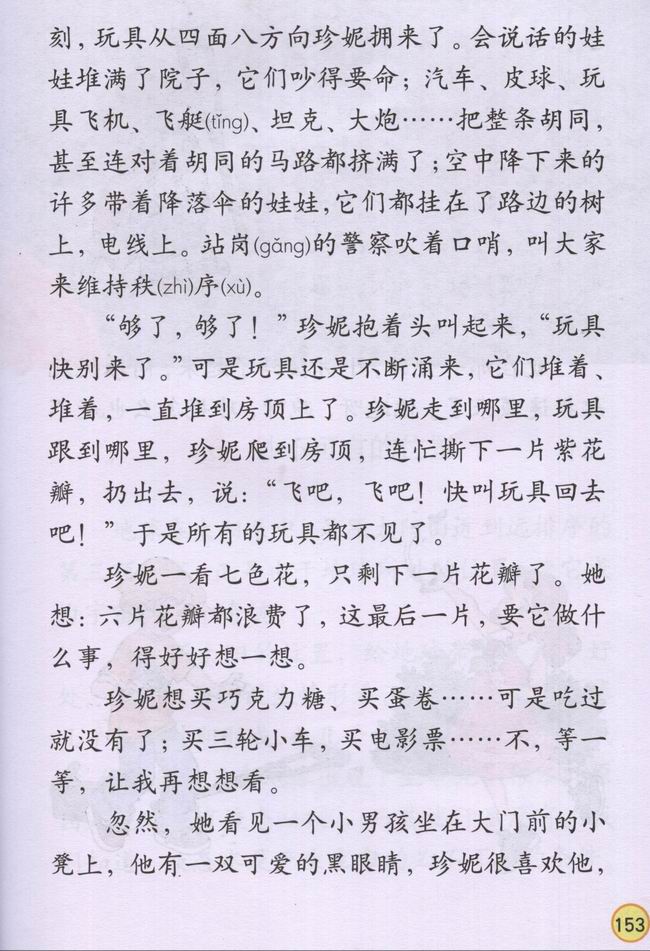 刻，玩具从四面八方向珍妮拥来了。会说话的娃
娃堆满了院子，它们吵得要命；汽车、皮球、玩
具飞机、飞艇(tǐng)、坦克、大炮……把整条胡同，
甚至连对着胡同的马路都挤满了；空中降下来的
许多带着降落伞的娃娃，它们都挂在了路边的树
上，电线上。站岗(gǎng)的警察吹着口哨，叫大家
来维持秩(zhì)序(xù)。
“够了，够了！”珍妮抱着头叫起来，“玩具
快别来了。”可是玩具还是不断涌来，它们堆着、
堆着，一直堆到房顶上了。珍妮走到哪里，玩具
跟到哪里，珍妮爬到房顶，连忙撕下一片紫花
瓣，扔出去，说：“飞吧，飞吧！快叫玩具回去
吧！”于是所有的玩具都不见了。
珍妮一看七色花，只剩下一片花瓣了。她
想：六片花瓣都浪费了，这最后一片，要它做什
么事，得好好想一想。
珍妮想买巧克力糖、买蛋卷……可是吃过
就没有了；买三轮小车，买电影票……不，等一
等，让我再想想看。
忽然，她看见一个小男孩坐在大门前的小
凳上，他有一双可爱的黑眼睛，珍妮很喜欢他，
153